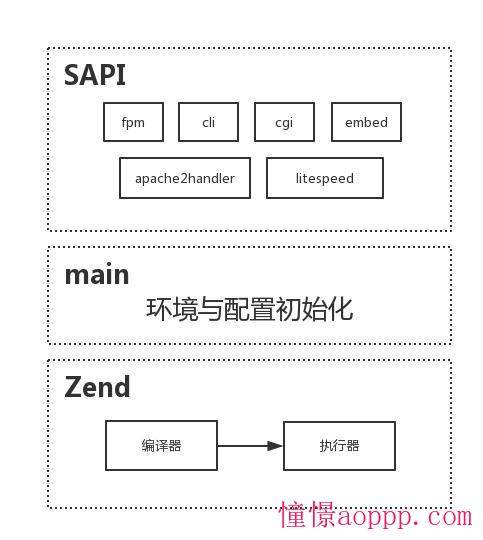 SAPI
fpm cli cgi embed
apache2handler litespeed
main
环境与配置初始化
Zend
编译器 执行器
憧憬aoppp.com